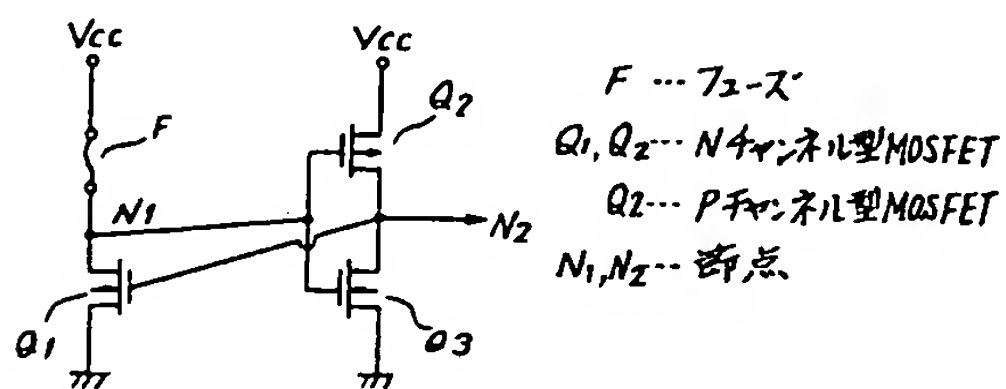 Vcc
Vcc
F
Q2
N1
N2
Q1
Q3
F … フューズ
Q1,Q2… Nチャンネル型MOSFET
Q2… Pチャンネル型MOSFET
N1,N2… 節点